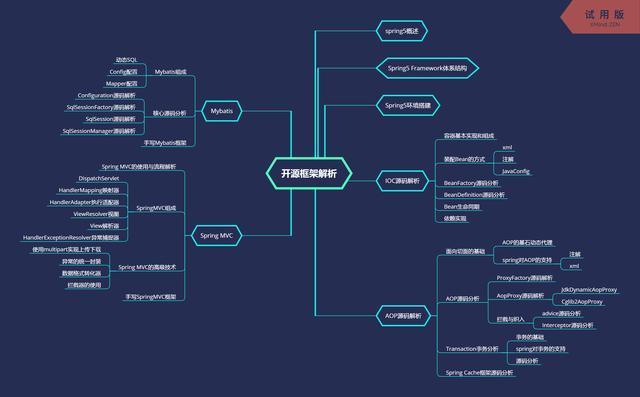 试用版
XMind ZEN
开源框架解析
spring5概述
Spring5 Framework体系结构
Spring5环境搭建
IOC源码解析
容器基本实现和组成
装配Bean的方式
xml
注解
JavaConfig
BeanFactory源码分析
BeanDefinition源码分析
Bean生命周期
依赖实现
AOP源码解析
面向切面的基础
AOP的基石动态代理
spring对AOP的支持
注解
xml
AOP源码分析
ProxyFactory源码解析
AopProxy源码解析
JdkDynamicAopProxy
Cglib2AopProxy
拦截与织入
advice源码分析
Interceptor源码分析
Transaction事务分析
事务的基础
spring对事务的支持
源码分析
Spring Cache框架源码分析
Mybatis
Mybatis组成
动态SQL
Config配置
Mapper配置
核心源码分析
Configuration源码解析
SqlSessionFactory源码解析
SqlSession源码解析
SqlSessionManager源码解析
手写Mybatis框架
Spring MVC
Spring MVC的使用与流程解析
SpringMVC组成
DispatchServlet
HandlerMapping映射器
HandlerAdapter执行适配器
ViewResolver视图
View解析器
HandlerExceptionResolver异常捕捉器
Spring MVC的高级技术
使用multipart实现上传下载
异常的统一封装
数据格式转化器
拦截器的使用
手写SpringMVC框架